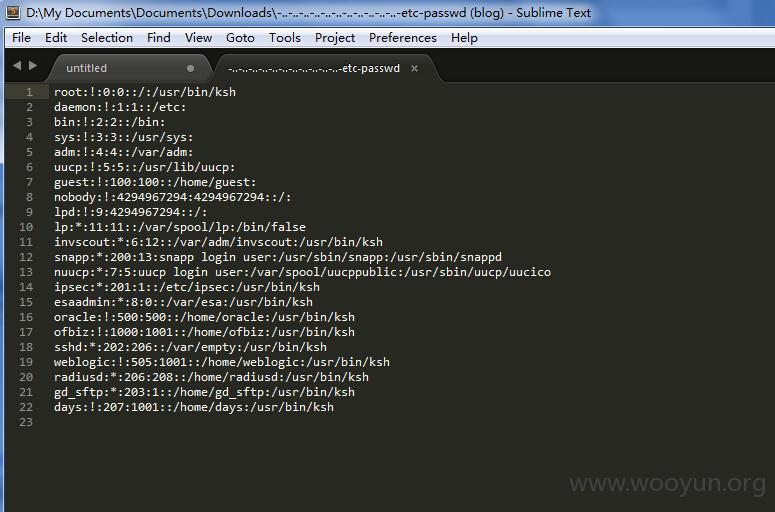 D:\My Documents\Documents\Downloads\-..-..-..-..-..-..-..-..-..-..-..-etc-passwd (blog) - Sublime Text
File Edit Selection Find View Goto Tools Project Preferences Help
untitled -..-..-..-..-..-..-..-..-..-..-..-etc-passwd ×
1 root:!:0:0::/:/usr/bin/ksh
2 daemon:!:1:1::/etc:
3 bin:!:2:2::/bin:
4 sys:!:3:3::/usr/sys:
5 adm:!:4:4::/var/adm:
6 uucp:!:5:5::/usr/lib/uucp:
7 guest:!:100:100::/home/guest:
8 nobody:!:4294967294:4294967294::/:
9 lpd:!:9:4294967294::/:
10 lp:*:11:11::/var/spool/lp:/bin/false
11 invscout:*:6:12::/var/adm/invscout:/usr/bin/ksh
12 snapp:*:200:13:snapp login user:/usr/sbin/snapp:/usr/sbin/snappd
13 nuucp:*:7:5:uucp login user:/var/spool/uucppublic:/usr/sbin/uucp/uucico
14 ipsec:*:201:1::/etc/ipsec:/usr/bin/ksh
15 esaadmin:*:8:0::/var/esa:/usr/bin/ksh
16 oracle:!:500:500::/home/oracle:/usr/bin/ksh
17 ofbiz:!:1000:1001::/home/ofbiz:/usr/bin/ksh
18 sshd:*:202:206::/var/empty:/usr/bin/ksh
19 weblogic:!:505:1001::/home/weblogic:/usr/bin/ksh
20 radiusd:*:206:208::/home/radiusd:/usr/bin/ksh
21 gd_sftp:*:203:1::/home/gd_sftp:/usr/bin/ksh
22 days:!:207:1001::/home/days:/usr/bin/ksh
23
www.wooyun.org